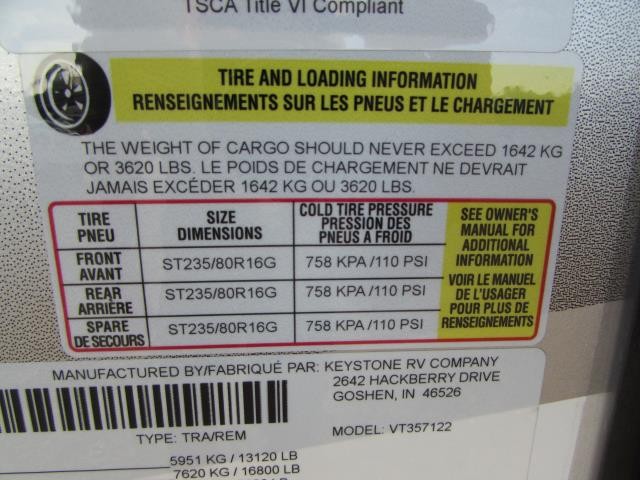 TSCA Title VI Compliant
TIRE AND LOADING INFORMATION
RENSEIGNEMENTS SUR LES PNEUS ET LE CHARGEMENT
THE WEIGHT OF CARGO SHOULD NEVER EXCEED 1642 KG
OR 3620 LBS. LE POIDS DE CHARGEMENT NE DEVRAIT
JAMAIS EXCÉDER 1642 KG OU 3620 LBS.
TIRE
PNEU
SIZE
DIMENSIONS
COLD TIRE PRESSURE
PRESSION DES
PNEUS A FROID
FRONT
AVANT
ST235/80R16G
758 KPA /110 PSI
REAR
ARRIÈRE
ST235/80R16G
758 KPA /110 PSI
SPARE
DE SECOURS
ST235/80R16G
758 KPA /110 PSI
SEE OWNER'S
MANUAL FOR
ADDITIONAL
INFORMATION
VOIR LE MANUEL
DE L'USAGER
POUR PLUS DE
RENSEIGNEMENTS
MANUFACTURED BY/FABRIQUÉ PAR: KEYSTONE RV COMPANY
2642 HACKBERRY DRIVE
GOSHEN, IN 46526
TYPE: TRA/REM
MODEL: VT357122
5951 KG / 13120 LB
7620 KG / 16800 LB